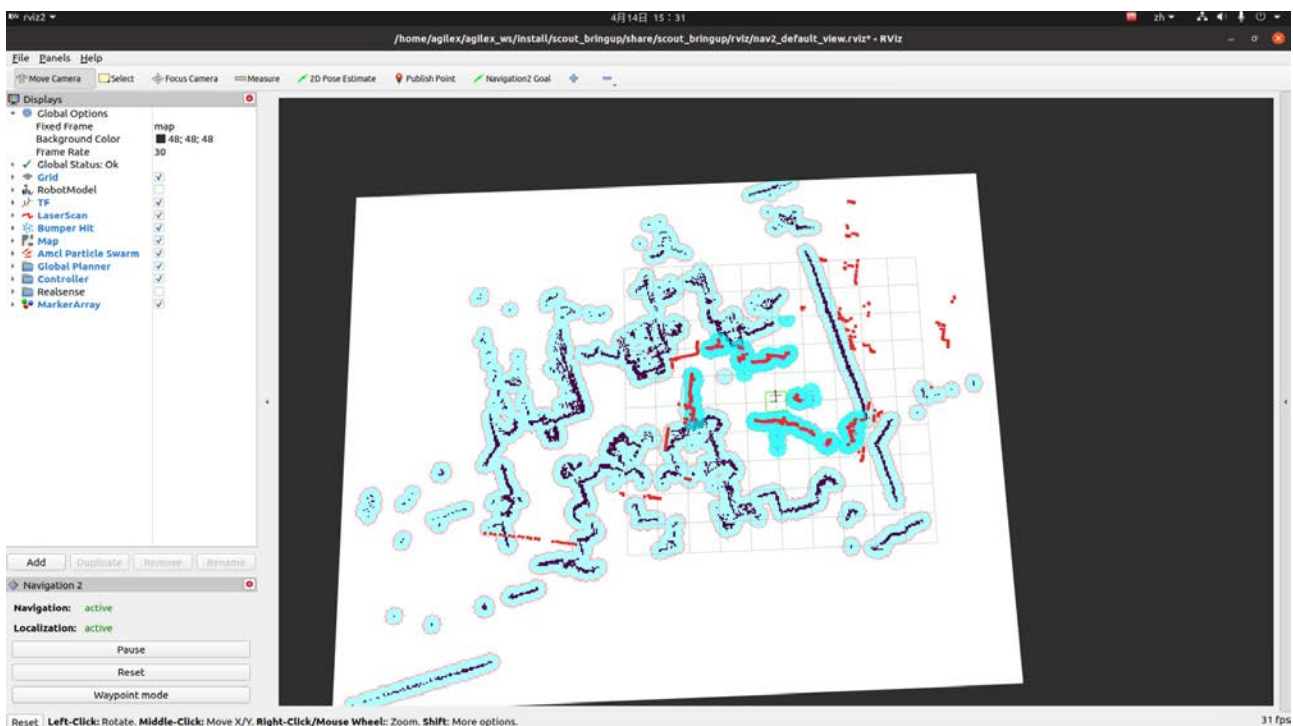 rviz2
4月14日 15：31
zh
/home/agilex/agilex_ws/install/scout_bringup/share/scout_bringup/rviz/nav2_default_view.rviz* - RViz
File Panels Help
Move Camera Select Focus Camera Measure 2D Pose Estimate Publish Point Navigation2 Goal
Displays
Global Options
Fixed Frame map
Background Color 48; 48; 48
Frame Rate 30
Global Status: Ok
Grid
RobotModel
TF
LaserScan
Bumper Hit
Map
Amcl Particle Swarm
Global Planner
Controller
Realsense
MarkerArray
Add Duplicate Remove Rename
Navigation 2
Navigation: active
Localization: active
Pause
Reset
Waypoint mode
Reset Left-Click: Rotate. Middle-Click: Move X/Y. Right-Click/Mouse Wheel:: Zoom. Shift: More options. 31 fps